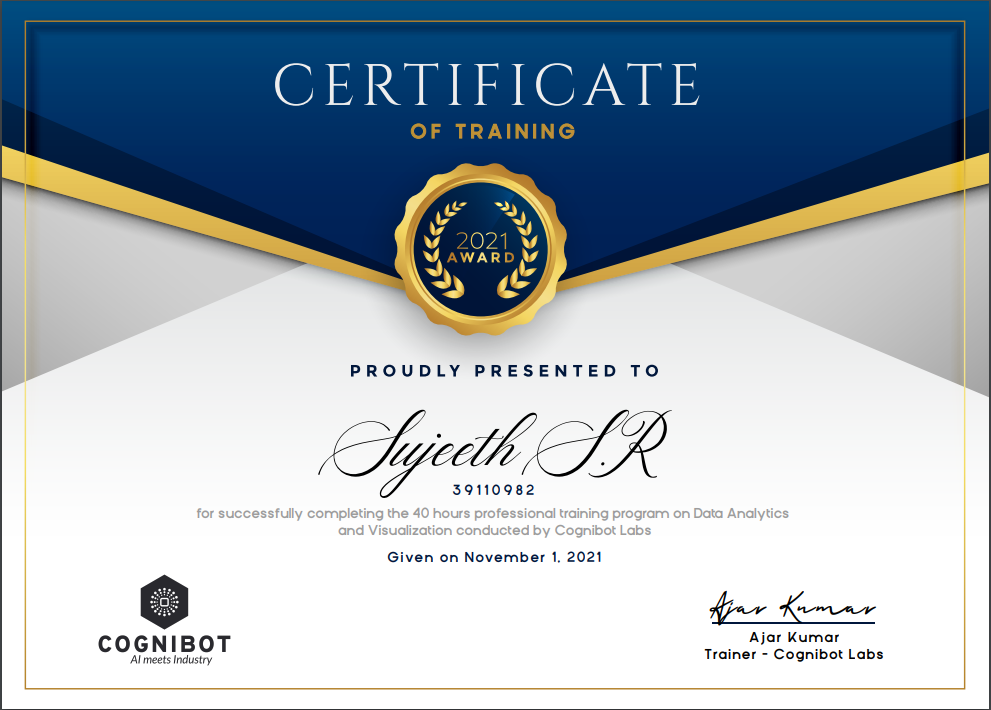 CERTIFICATE
OF TRAINING
2021
AWARD
PROUDLY PRESENTED TO
Sujeeth S.R
39110982
for successfully completing the 40 hours professional training program on Data Analytics
and Visualization conducted by Cognibot Labs
Given on November 1, 2021
COGNIBOT
AI meets Industry
Ajar Kumar
Ajar Kumar
Trainer - Cognibot Labs